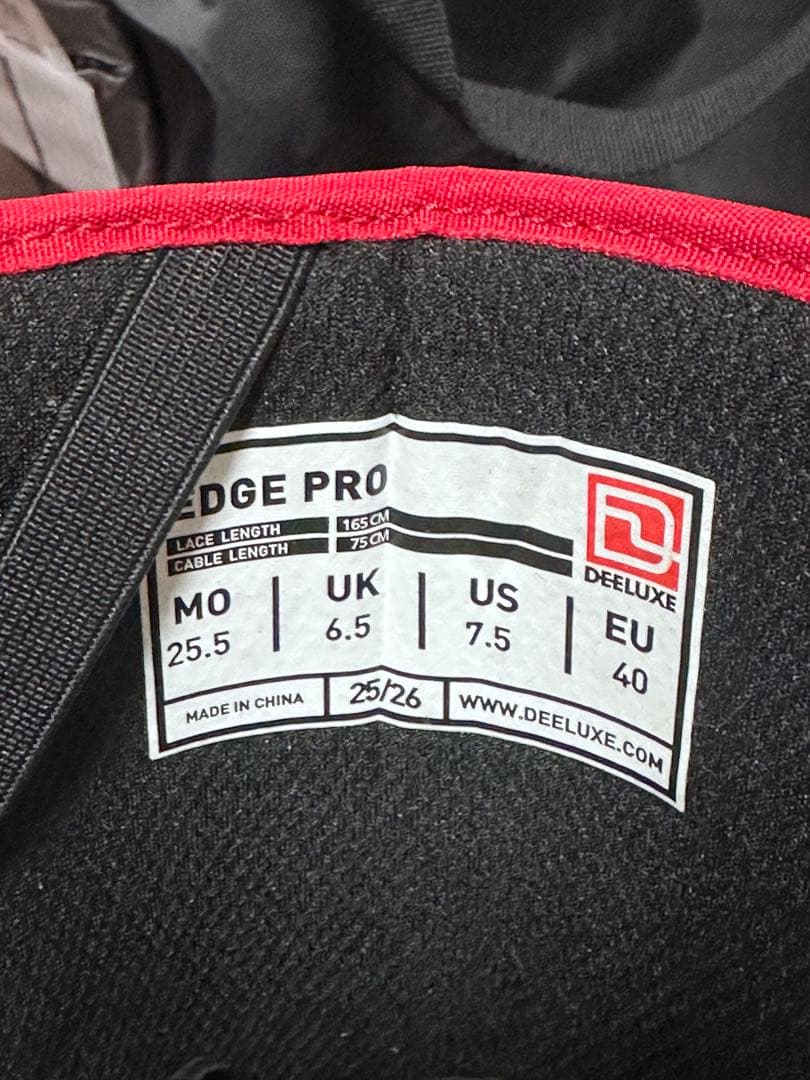 EDGE PRO
LACE LENGTH 165 CM
CABLE LENGTH 75 CM
DEELUXE
MO UK US EU
25.5 6.5 7.5 40
MADE IN CHINA 25/26 WWW.DEELUXE.COM